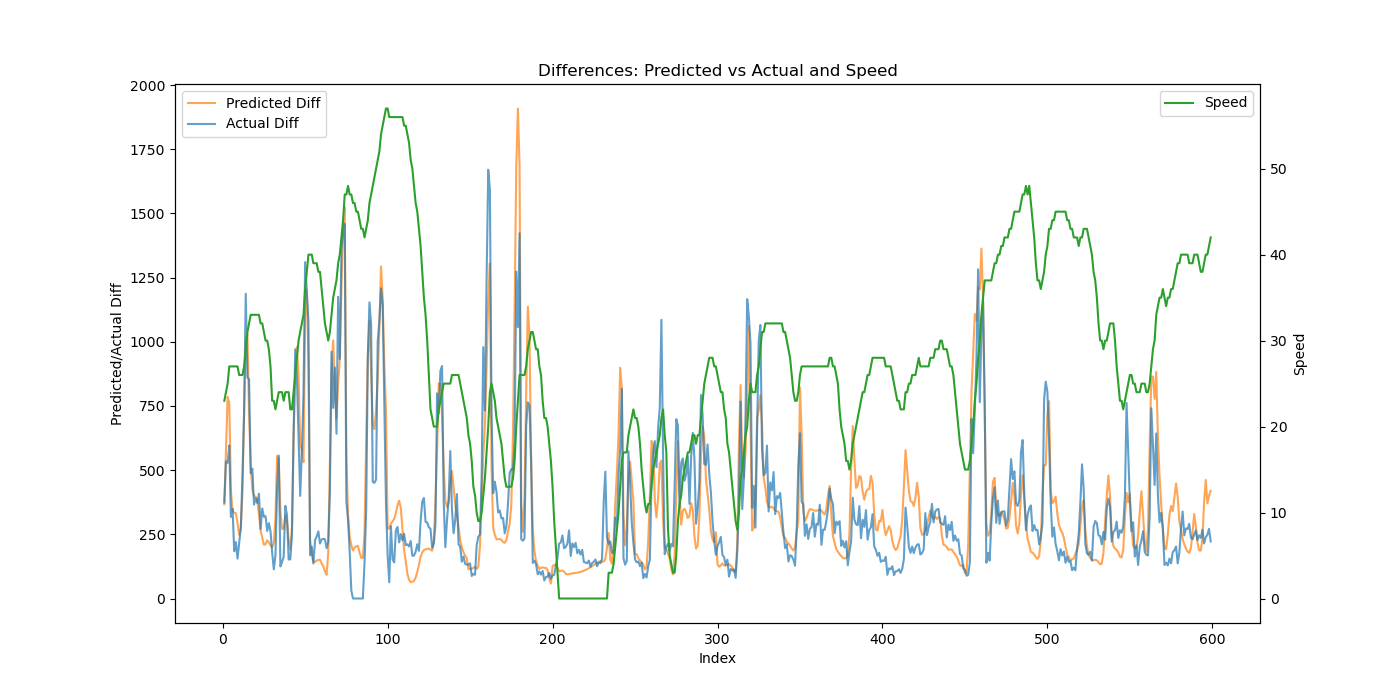 Differences: Predicted vs Actual and Speed
Predicted Diff
Actual Diff
Speed
2000
1750
1500
1250
1000
750
500
250
0
Predicted/Actual Diff
50
40
30
20
10
0
Speed
0 100 200 300 400 500 600
Index